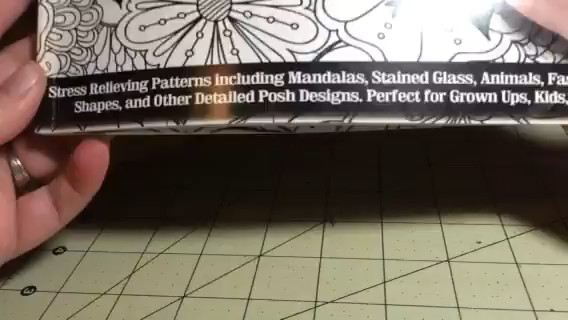 Stress Relieving Patterns including Mandalas, Stained Glass, Animals,
Shapes, and Other Detailed Posh Designs. Perfect for Grown Ups, Kids,